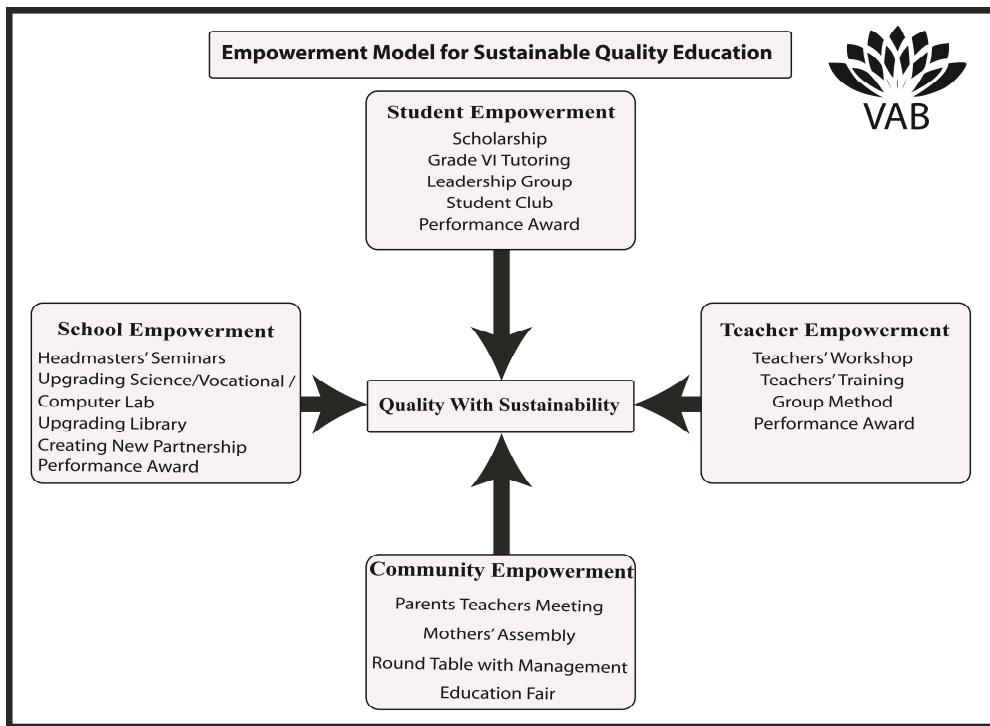 Empowerment Model for Sustainable Quality Education
VAB
Student Empowerment
Scholarship
Grade VI Tutoring
Leadership Group
Student Club
Performance Award
School Empowerment
Headmasters' Seminars
Upgrading Science/Vocational /
Computer Lab
Upgrading Library
Creating New Partnership
Performance Award
Quality With Sustainability
Teacher Empowerment
Teachers' Workshop
Teachers' Training
Group Method
Performance Award
Community Empowerment
Parents Teachers Meeting
Mothers' Assembly
Round Table with Management
Education Fair